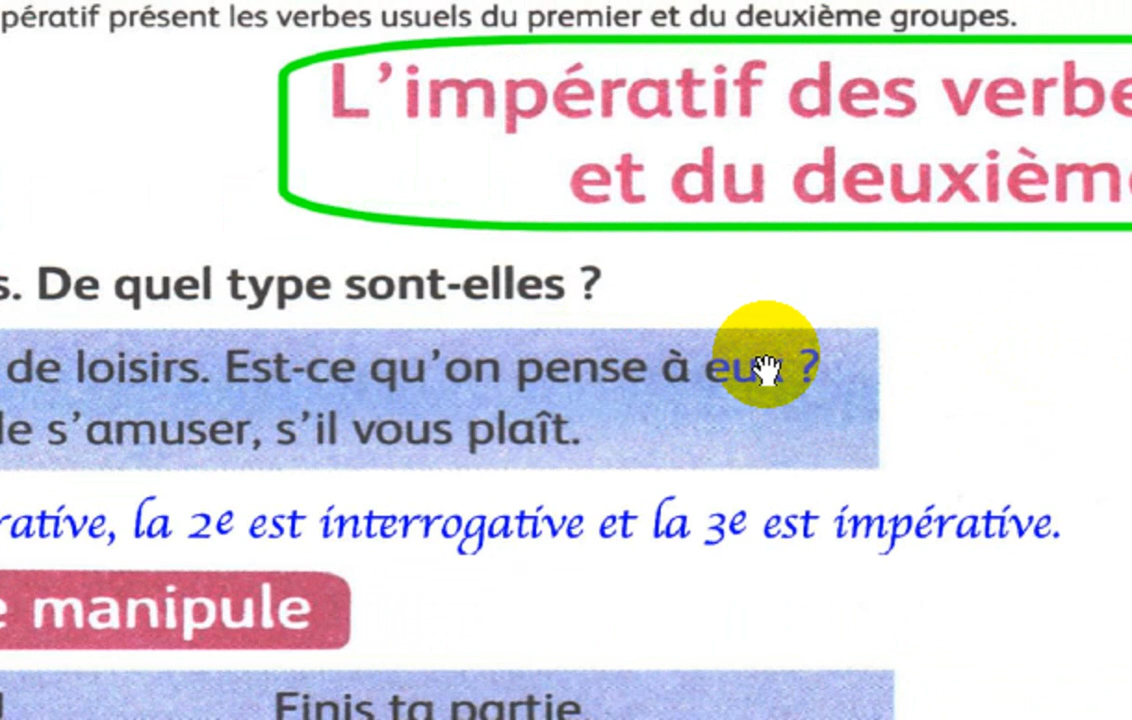 pératif présent les verbes usuels du premier et du deuxième groupes.
L'impératif des verbe
et du deuxième
s. De quel type sont-elles ?
de loisirs. Est-ce qu'on pense à eux ?
le s'amuser, s'il vous plaît.
rative, la 2e est interrogative et la 3e est impérative.
e manipule
Finis ta partie.